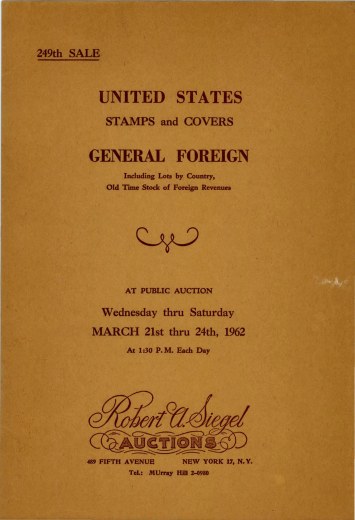 249th SALE
UNITED STATES
STAMPS and COVERS
GENERAL FOREIGN
Including Lots by Country,
Old Time Stock of Foreign Revenues
AT PUBLIC AUCTION
Wednesday thru Saturday
MARCH 21st thru 24th, 1962
At 1:30 P.M. Each Day
Robert A. Siegel
AUCTIONS
489 FIFTH AVENUE NEW YORK 17, N.Y.
Tel.: MUrray Hill